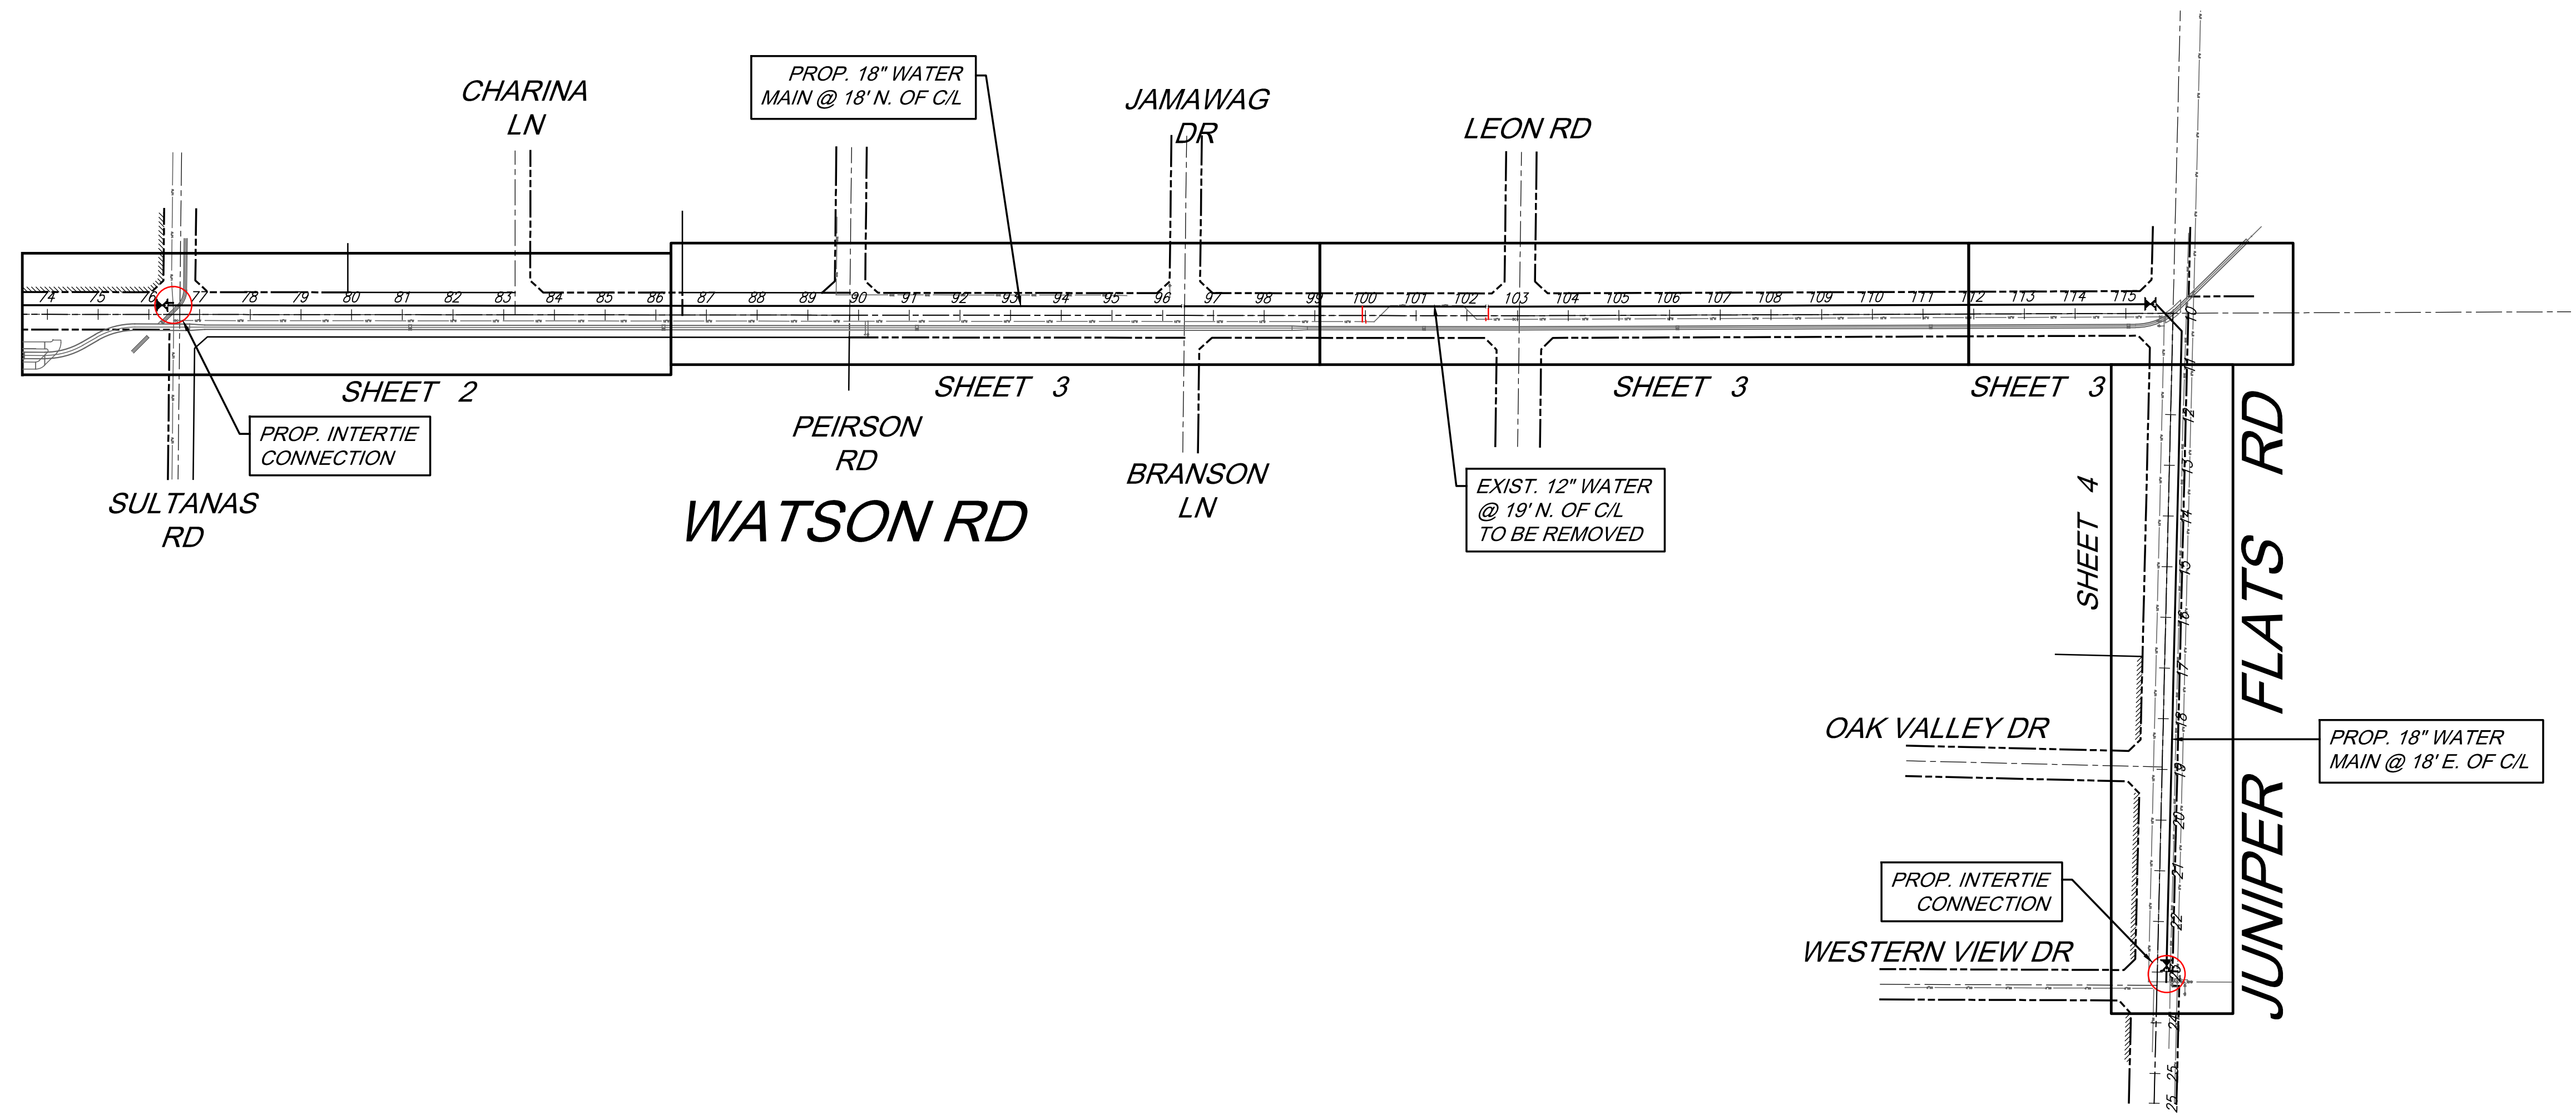 CHARINA
LN
PROP. 18" WATER
MAIN @ 18' N. OF C/L
JAMAWAG
DR
LEON RD
74 75 76 77 78 79 80 81 82 83 84 85 86 87 88 89 90 91 92 93 94 95 96 97 98 99 100 101 102 103 104 105 106 107 108 109 110 111 112 113 114 115
SHEET 2
SHEET 3
SHEET 3
SHEET 3
PROP. INTERTIE
CONNECTION
SULTANAS
RD
PEIRSON
RD
WATSON RD
BRANSON
LN
EXIST. 12" WATER
@ 19' N. OF C/L
TO BE REMOVED
10
11
12
13
14
15
16
17
18
19
20
21
22
24
25
25
SHEET 4
JUNIPER FLATS RD
OAK VALLEY DR
PROP. 18" WATER
MAIN @ 18' E. OF C/L
PROP. INTERTIE
CONNECTION
WESTERN VIEW DR